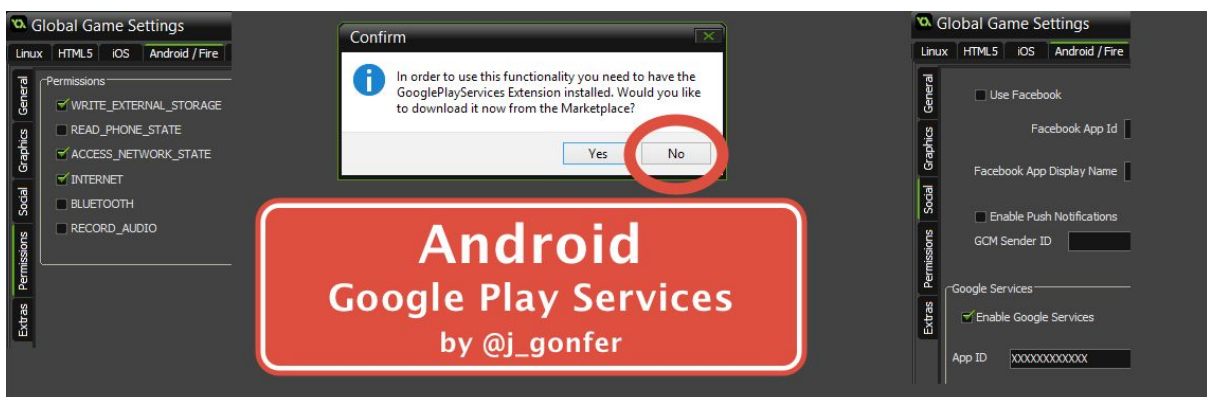 Global Game Settings
Linux HTML5 iOS Android / Fire
General
Graphics
Social
Permissions
Extras
Permissions
WRITE_EXTERNAL_STORAGE
READ_PHONE_STATE
ACCESS_NETWORK_STATE
INTERNET
BLUETOOTH
RECORD_AUDIO
Confirm
In order to use this functionality you need to have the
GooglePlayServices Extension installed. Would you like
to download it now from the Marketplace?
Yes No
Android
Google Play Services
by @j_gonfer
Global Game Settings
Linux HTML5 iOS Android / Fire
General
Graphics
Social
Permissions
Extras
Use Facebook
Facebook App Id
Facebook App Display Name
Enable Push Notifications
GCM Sender ID
Google Services
Enable Google Services
App ID XXXXXXXXXXXX